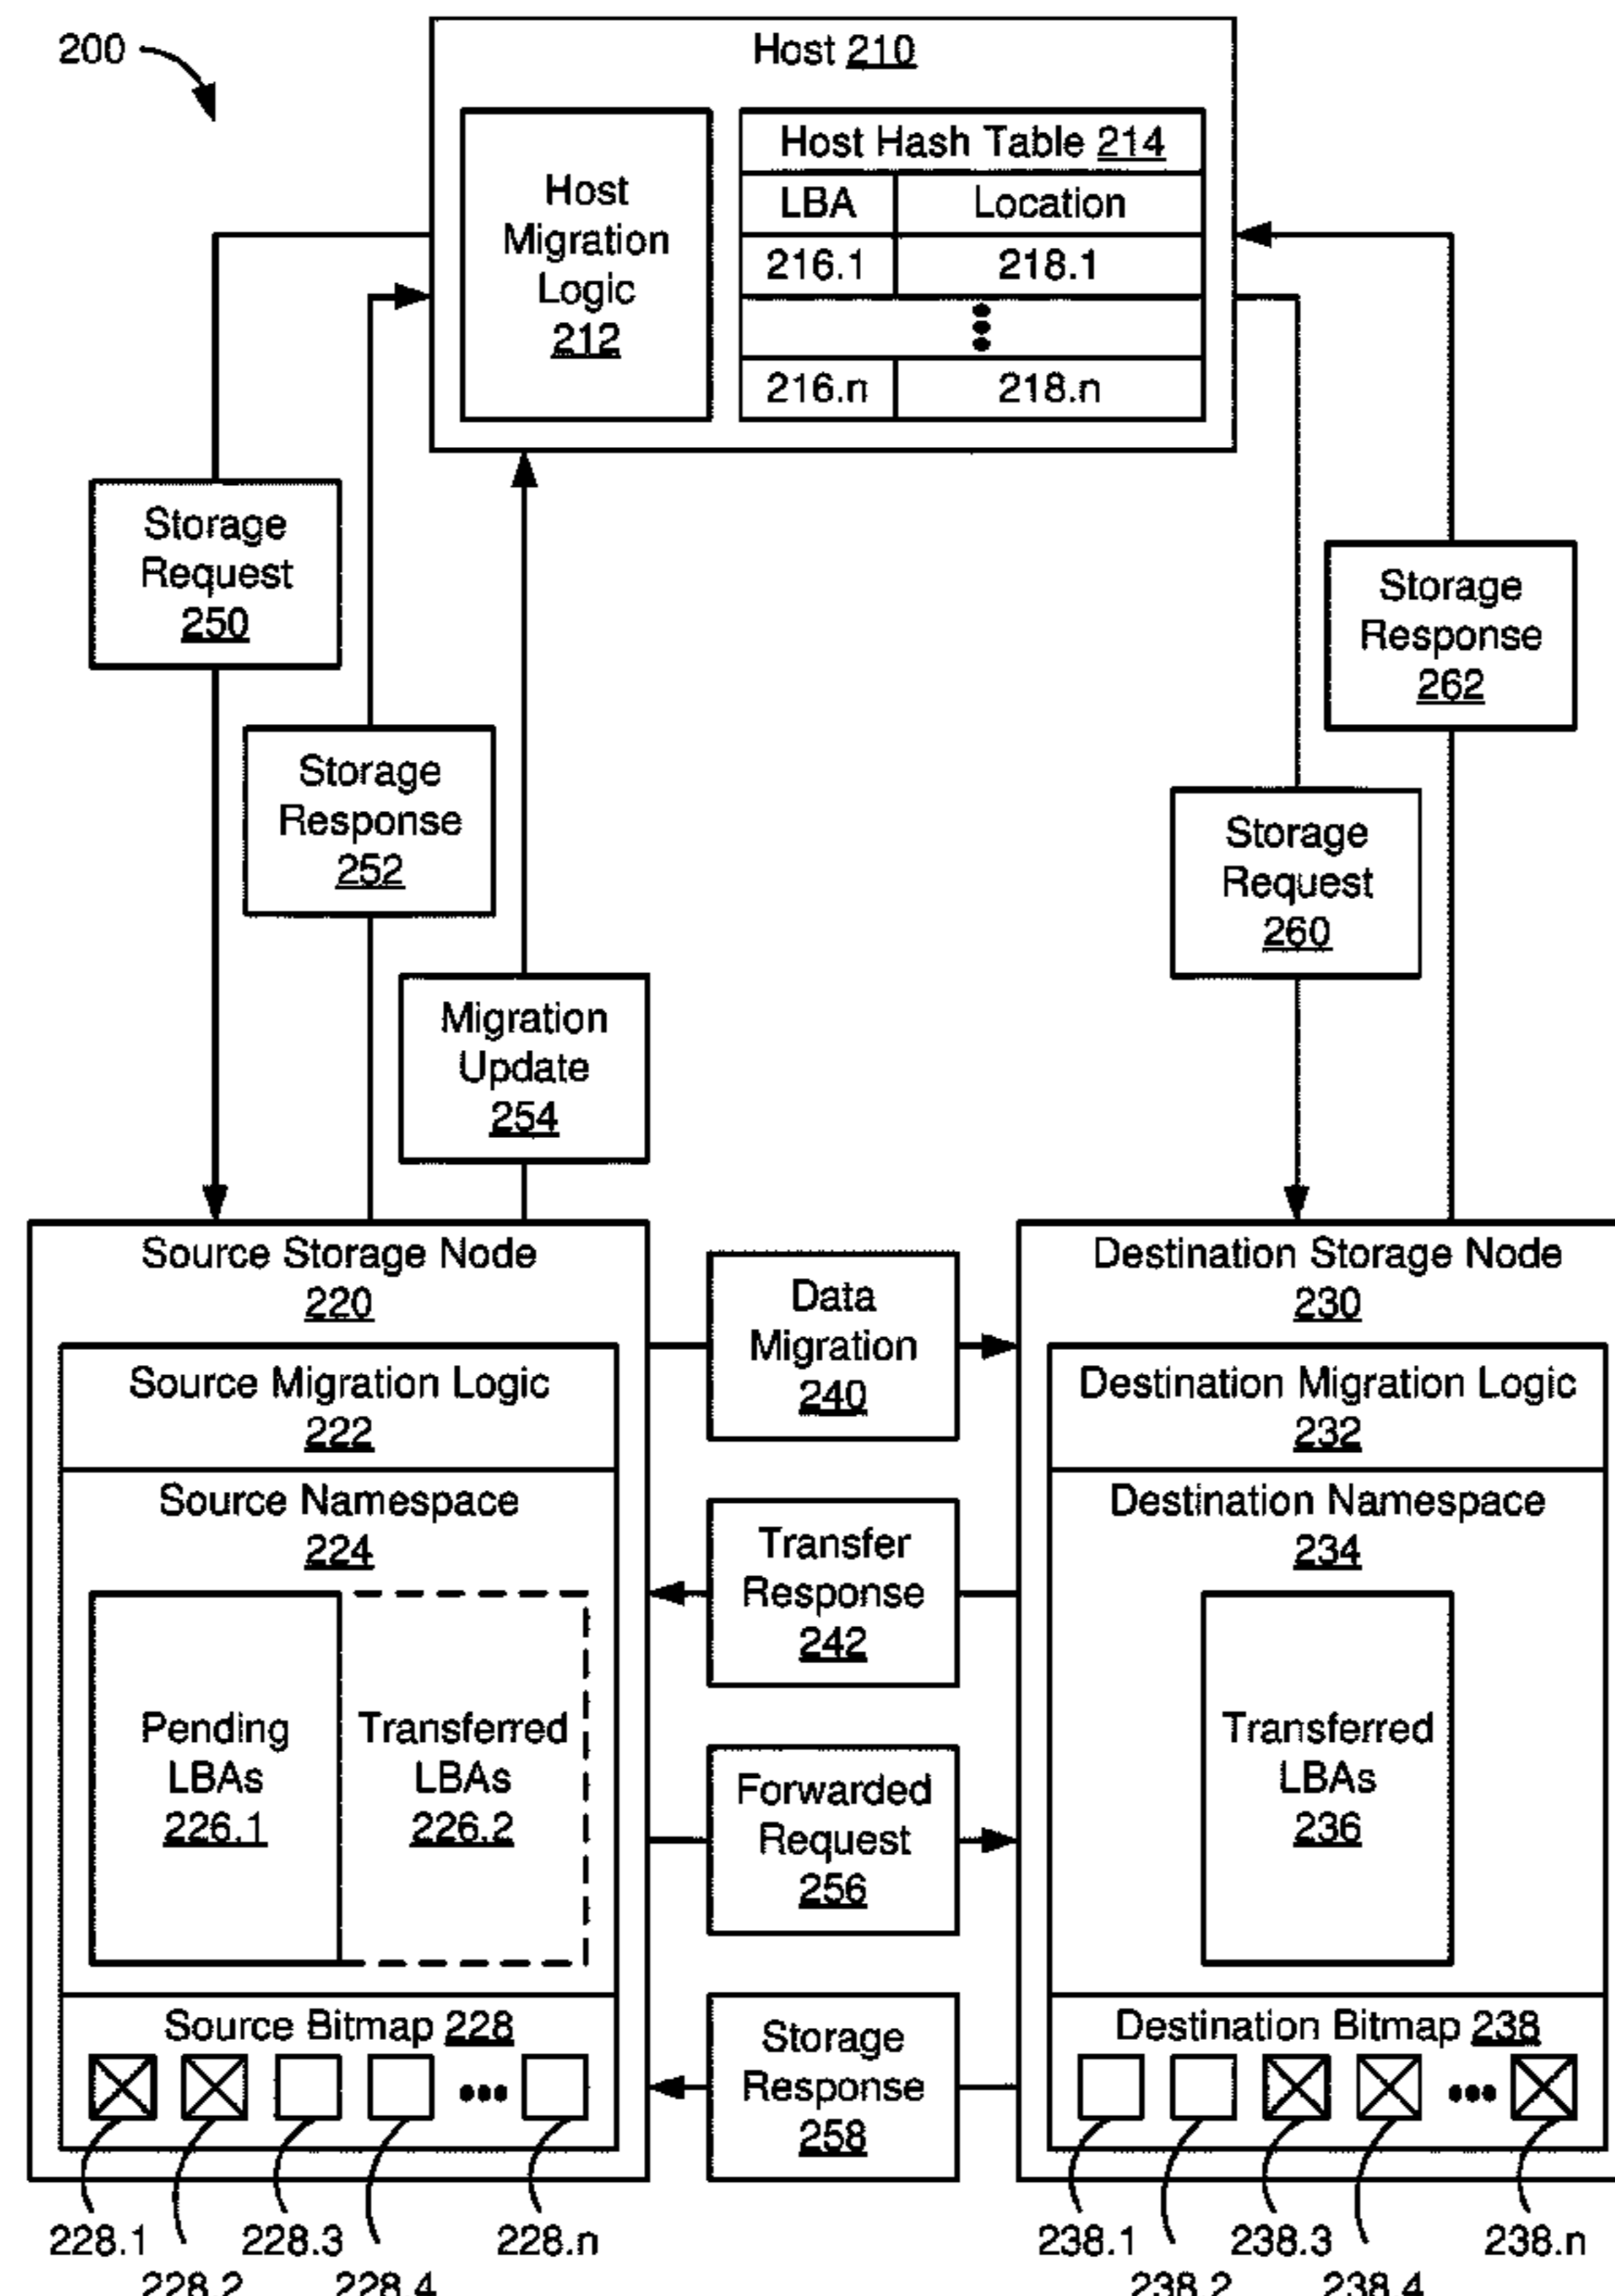 200
Host 210
Host
Migration
Logic
212
Host Hash Table 214
LBA Location
216.1 218.1
216.n 218.n
Storage
Request
250
Storage
Response
262
Storage
Response
252
Storage
Request
260
Migration
Update
254
Source Storage Node
220
Source Migration Logic
222
Source Namespace
224
Pending
LBAs
226.1
Transferred
LBAs
226.2
Source Bitmap 228
228.1
228.2
228.3
228.4
228.n
Data
Migration
240
Transfer
Response
242
Forwarded
Request
256
Storage
Response
258
Destination Storage Node
230
Destination Migration Logic
232
Destination Namespace
234
Transferred
LBAs
236
Destination Bitmap 238
238.1
238.2
238.3
238.4
238.n